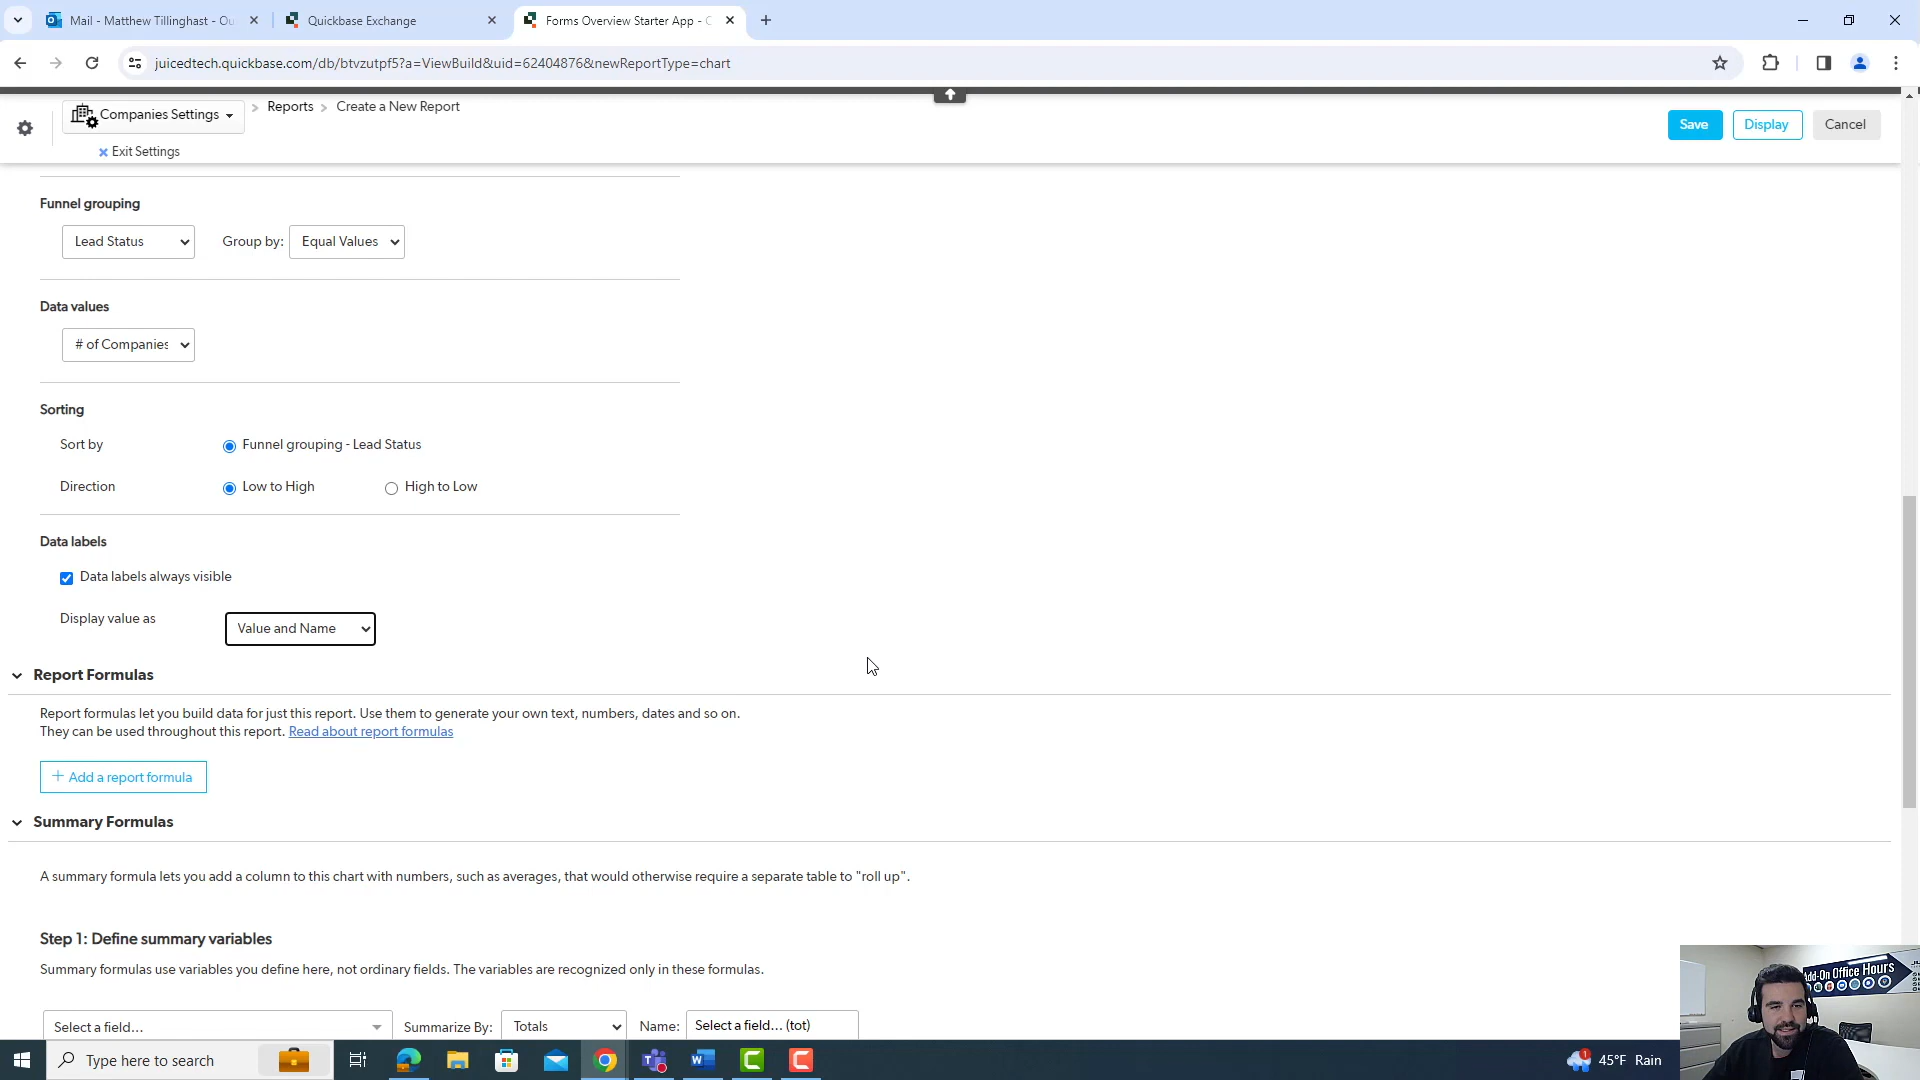 Mail - Matthew Tillinghast - Ou
Quickbase Exchange
Forms Overview Starter App - C
juicedtech.quickbase.com/db/btvzutpf5?a=ViewBuild&uid=62404876&newReportType=chart
Companies Settings > Reports > Create a New Report
Save Display Cancel
Exit Settings
Funnel grouping
Lead Status Group by: Equal Values
Data values
# of Companies
Sorting
Sort by Funnel grouping - Lead Status
Direction Low to High High to Low
Data labels
Data labels always visible
Display value as Value and Name
Report Formulas
Report formulas let you build data for just this report. Use them to generate your own text, numbers, dates and so on.
They can be used throughout this report. Read about report formulas
+ Add a report formula
Summary Formulas
A summary formula lets you add a column to this chart with numbers, such as averages, that would otherwise require a separate table to "roll up".
Step 1: Define summary variables
Summary formulas use variables you define here, not ordinary fields. The variables are recognized only in these formulas.
Select a field... Summarize By: Totals Name: Select a field... (tot)
Add-On Office Hours
Type here to search
1
45°F Rain